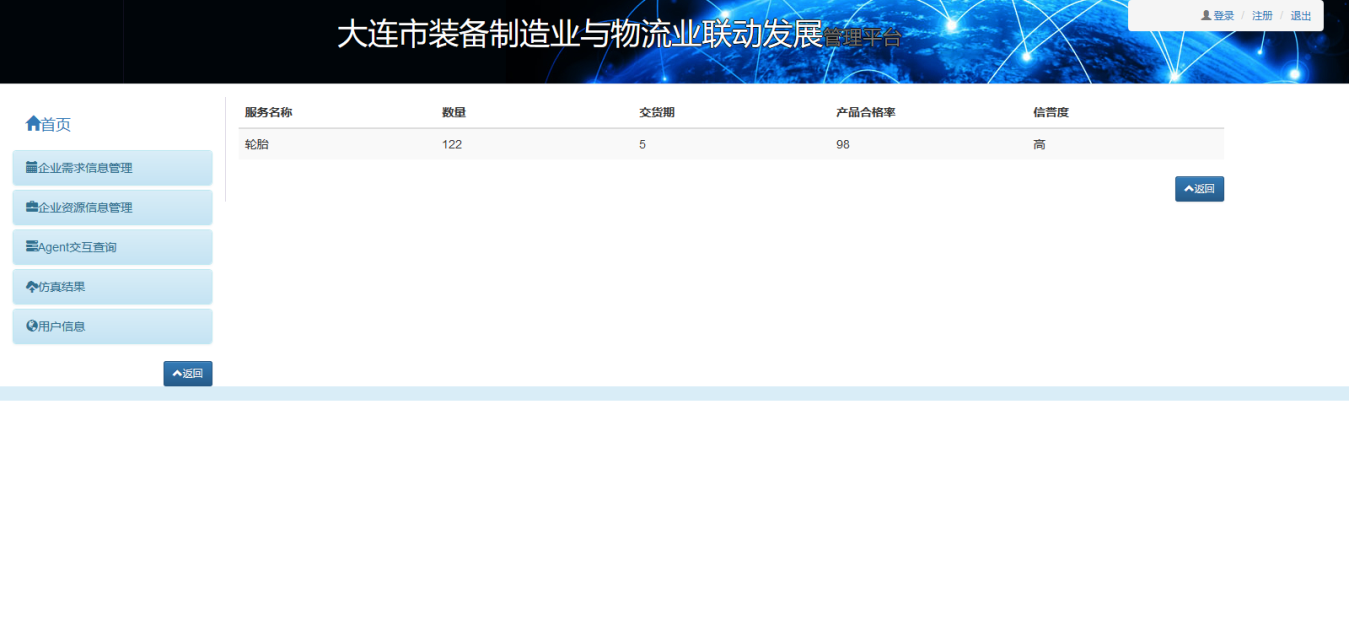 大连市装备制造业与物流业联动发展管理平台
登录 / 注册 / 退出
首页
企业需求信息管理
企业资源信息管理
Agent交互查询
仿真结果
用户信息
返回
服务名称 数量 交货期 产品合格率 信誉度
轮胎 122 5 98 高
返回